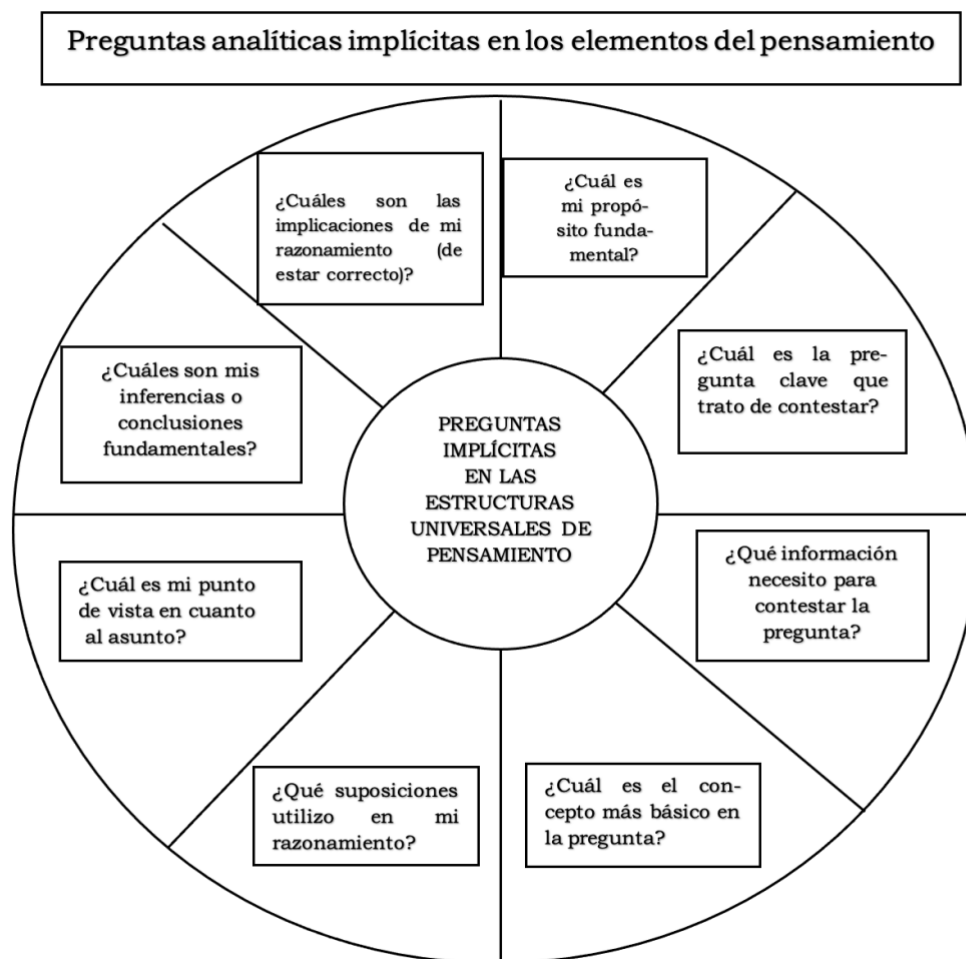 Preguntas analíticas implícitas en los elementos del pensamiento
¿Cuáles son las
implicaciones de mi
razonamiento (de
estar correcto)?
¿Cuál es
mi propó-
sito funda-
mental?
¿Cuál es la pre-
gunta clave que
trato de contestar?
¿Qué información
necesito para
contestar la
pregunta?
¿Cuál es el con-
cepto más básico en
la pregunta?
¿Qué suposiciones
utilizo en mi
razonamiento?
¿Cuál es mi punto
de vista en cuanto
al asunto?
¿Cuáles son mis
inferencias o
conclusiones
fundamentales?
PREGUNTAS
IMPLÍCITAS
EN LAS
ESTRUCTURAS
UNIVERSALES DE
PENSAMIENTO